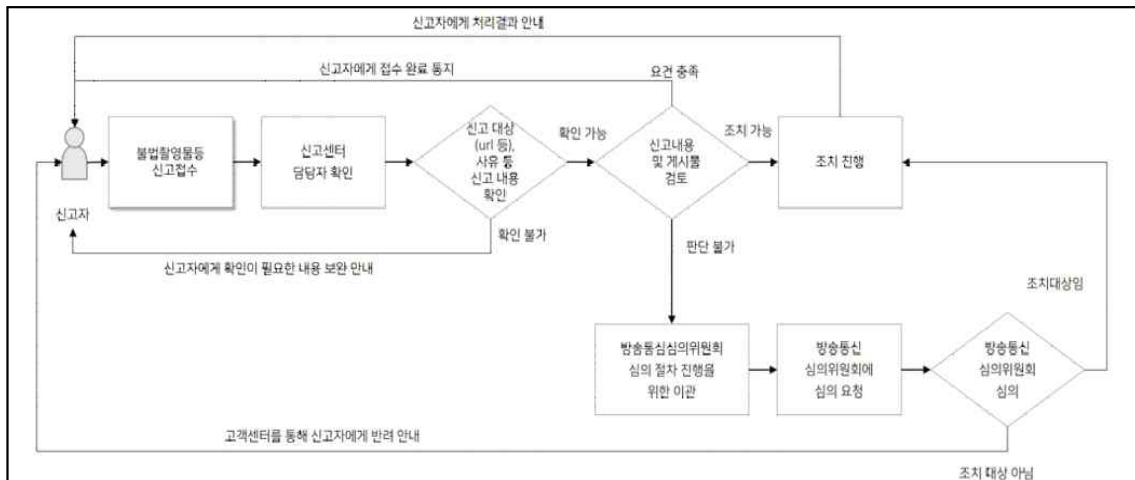 신고자에게 처리결과 안내
신고자에게 접수 완료 통지
요건 충족
불법촬영물등
신고접수
신고센터
담당자 확인
신고 대상
(url 등),
사유 등
신고 내용
확인
확인 가능
신고내용
및 게시물
검토
조치 가능
조치 진행
신고자
확인 불가
판단 불가
신고자에게 확인이 필요한 내용 보완 안내
조치대상임
방송통심심의위원회
심의 절차 진행을
위한 이관
방송통신
심의위원회에
심의 요청
방송통신
심의위원회
심의
고객센터를 통해 신고자에게 반려 안내
조치 대상 아님